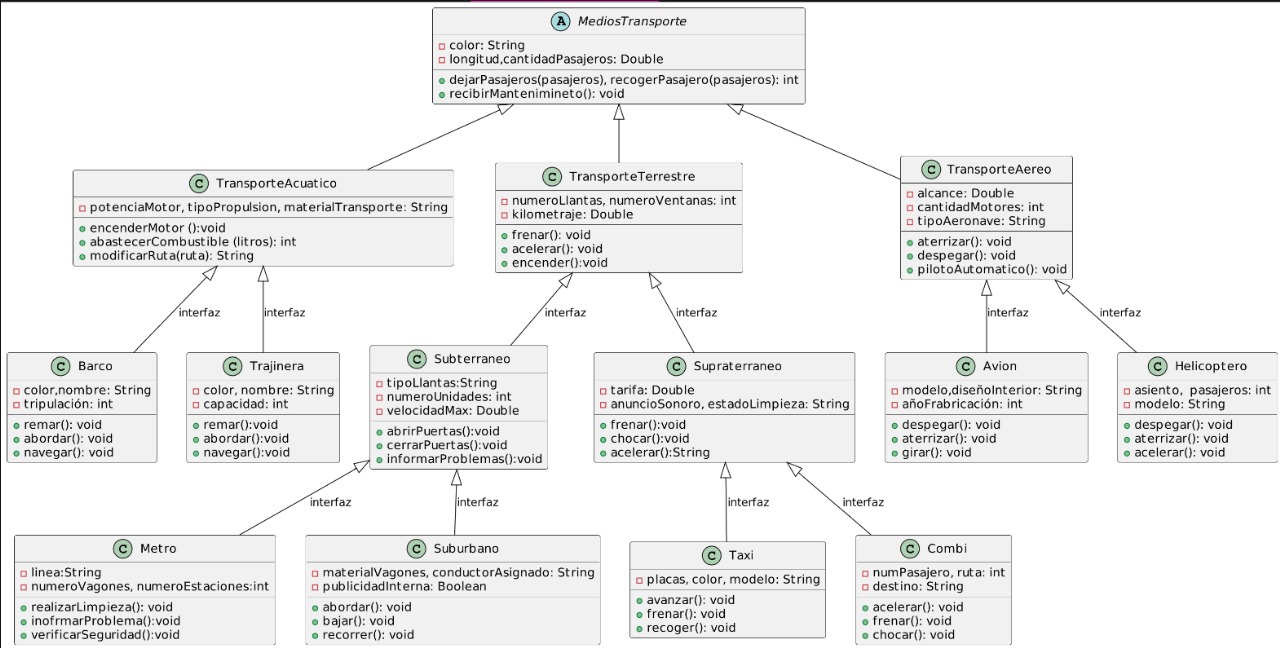 A MediosTransporte
color: String
longitud,cantidadPasajeros: Double
dejarPasajeros(pasajeros), recogerPasajero(pasajeros): int
recibirMantenimineto(): void
C TransporteAcuatico
potenciaMotor, tipoPropulsion, materialTransporte: String
encenderMotor ():void
abastecerCombustible (litros): int
modificarRuta(ruta): String
C TransporteTerrestre
numeroLlantas, numeroVentanas: int
kilometraje: Double
frenar(): void
acelerar(): void
encender():void
C TransporteAereo
alcance: Double
cantidadMotores: int
tipoAeronave: String
aterrizar(): void
despegar(): void
pilotoAutomatico(): void
interfaz
interfaz
interfaz
interfaz
interfaz
interfaz
C Barco
color,nombre: String
tripulación: int
remar(): void
abordar(): void
navegar(): void
C Trajinera
color, nombre: String
capacidad: int
remar():void
abordar():void
navegar():void
C Subterraneo
tipoLlantas:String
numeroUnidades: int
velocidadMax: Double
abrirPuertas():void
cerrarPuertas():void
informarProblemas():void
C Supraterraneo
tarifa: Double
anuncioSonoro, estadoLimpieza: String
frenar():void
chocar():void
acelerar():String
C Avion
modelo,diseñoInterior: String
añoFrabricación: int
despegar(): void
aterrizar(): void
girar(): void
C Helicoptero
asiento, pasajeros: int
modelo: String
despegar(): void
aterrizar(): void
acelerar(): void
interfaz
interfaz
interfaz
interfaz
C Metro
linea:String
numeroVagones, numeroEstaciones:int
realizarLimpieza(): void
inofrmarProblema():void
verificarSeguridad():void
C Suburbano
materialVagones, conductorAsignado: String
publicidadInterna: Boolean
abordar(): void
bajar(): void
recorrer(): void
C Taxi
placas, color, modelo: String
avanzar(): void
frenar(): void
recoger(): void
C Combi
numPasajero, ruta: int
destino: String
acelerar(): void
frenar(): void
chocar(): void